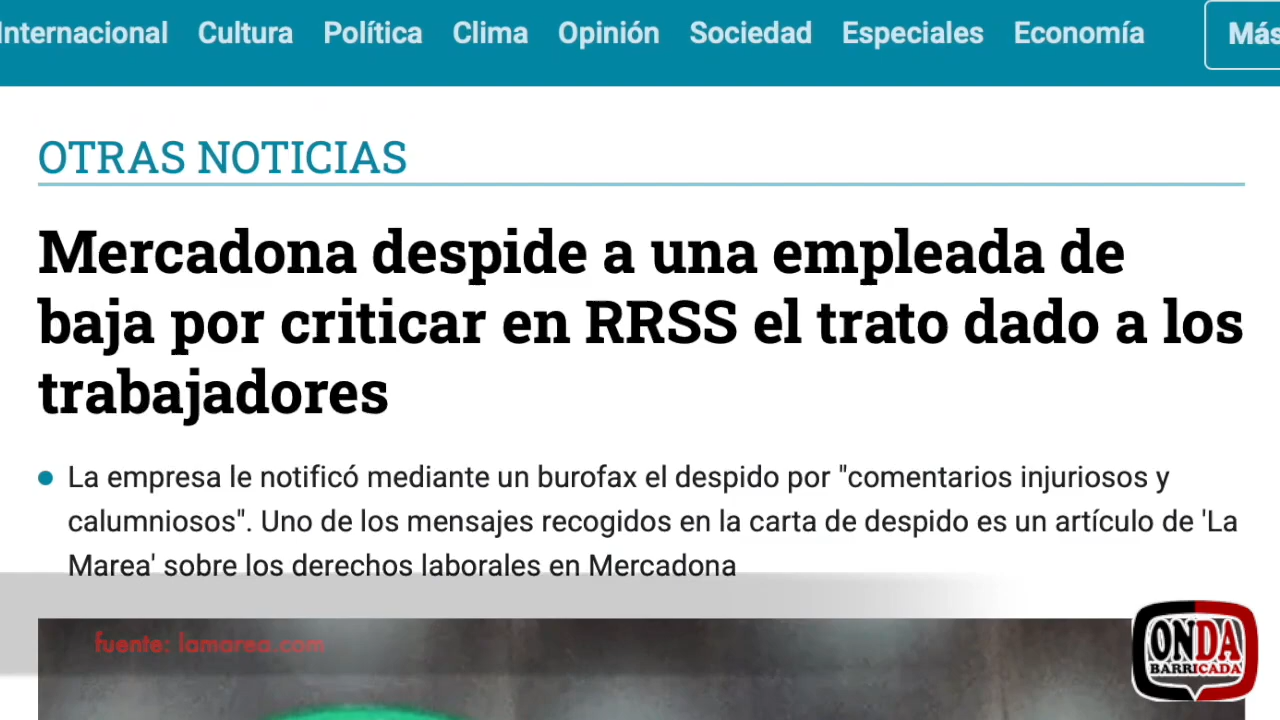 Internacional Cultura Política Clima Opinión Sociedad Especiales Economía Más
OTRAS NOTICIAS
Mercadona despide a una empleada de
baja por criticar en RRSS el trato dado a los
trabajadores
La empresa le notificó mediante un burofax el despido por "comentarios injuriosos y
calumniosos". Uno de los mensajes recogidos en la carta de despido es un artículo de 'La
Marea' sobre los derechos laborales en Mercadona
fuente: lamarea.com
ONDA
BARRICADA